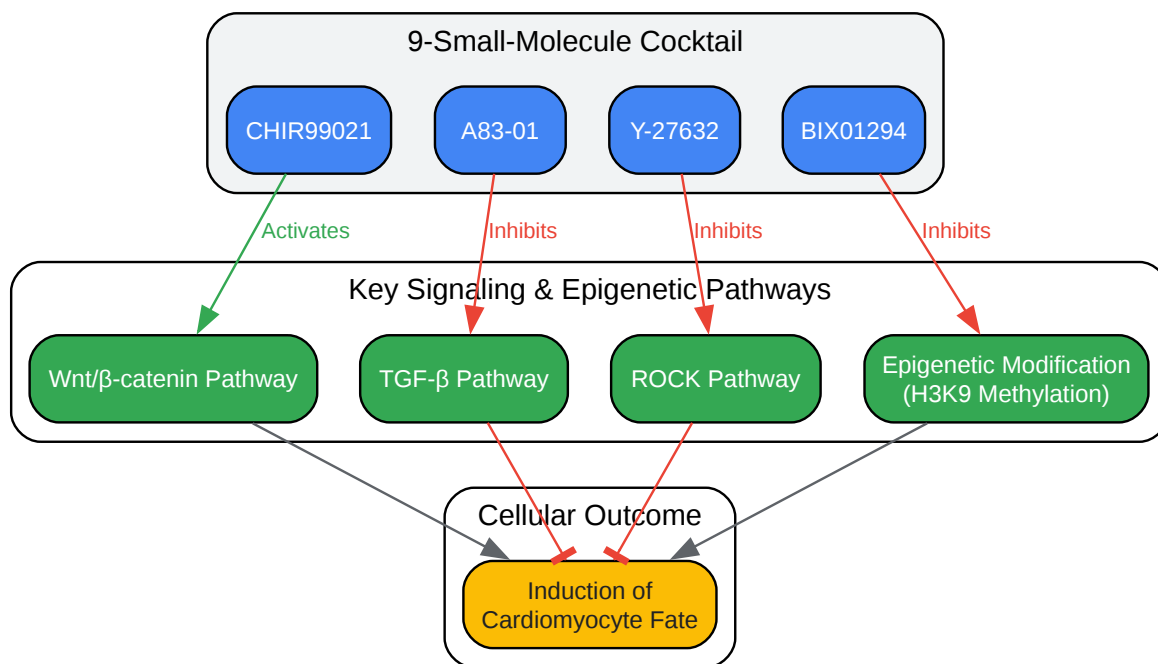 9-Small-Molecule Cocktail
CHIR99021
A83-01
Y-27632
BIX01294
Activates
Inhibits
Inhibits
Inhibits
Key Signaling & Epigenetic Pathways
Wnt/β-catenin Pathway
TGF-β Pathway
ROCK Pathway
Epigenetic Modification
(H3K9 Methylation)
Cellular Outcome
Induction of
Cardiomyocyte Fate